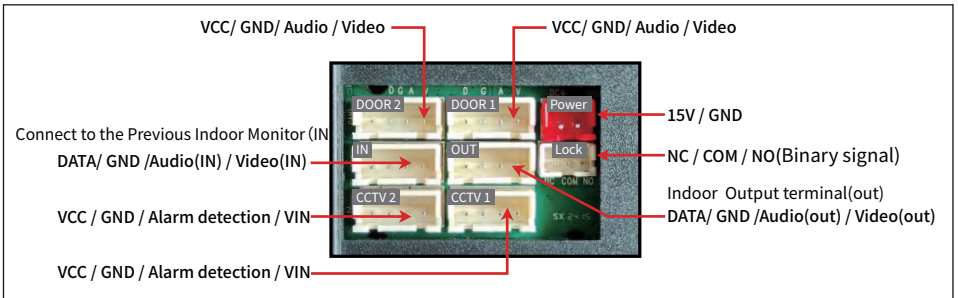 VCC/ GND/ Audio / Video
VCC/ GND/ Audio / Video
D G A V
D G A V
DOOR 2
DOOR 1
Power
15V / GND
Connect to the Previous Indoor Monitor (IN
DATA/ GND /Audio(IN) / Video(IN)
IN
OUT
Lock
NC / COM / NO(Binary signal)
NC COM NO
Indoor Output terminal(out)
DATA/ GND /Audio(out) / Video(out)
CCTV 2
CCTV 1
VCC / GND / Alarm detection / VIN
VCC / GND / Alarm detection / VIN